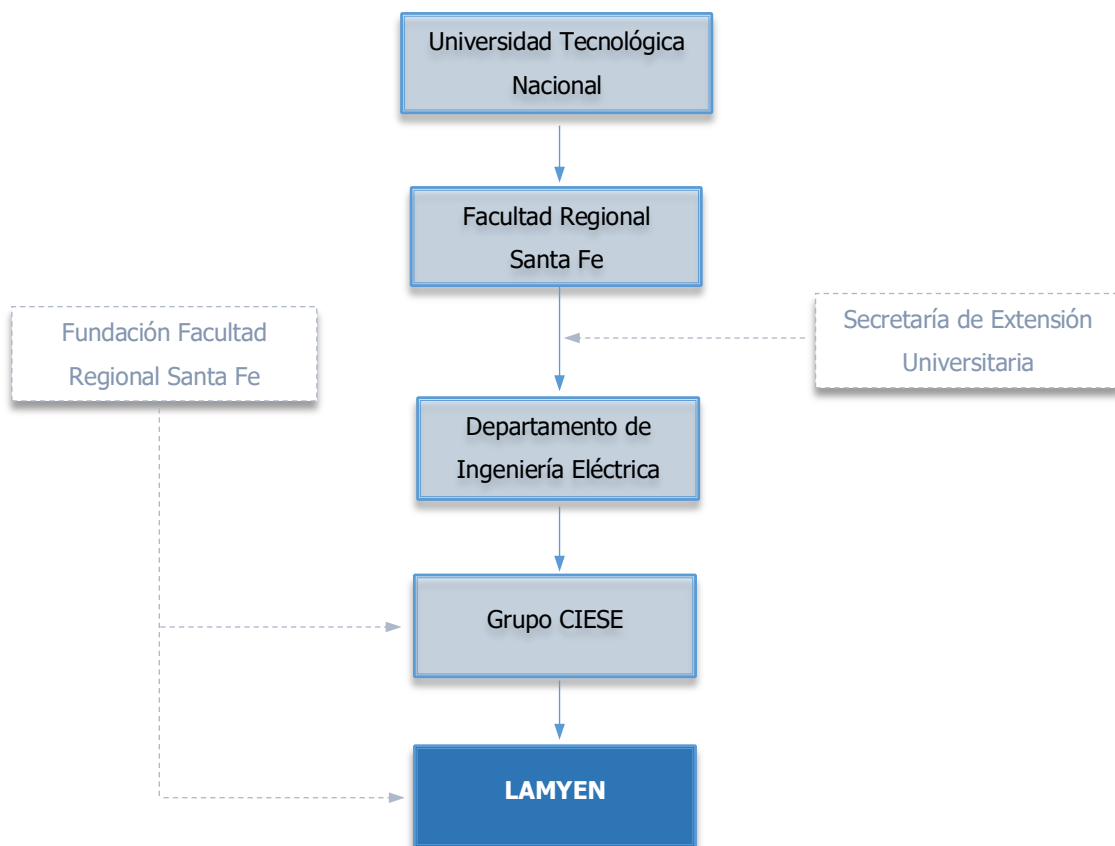 Universidad Tecnológica
Nacional
Facultad Regional
Santa Fe
Fundación Facultad
Regional Santa Fe
Secretaría de Extensión
Universitaria
Departamento de
Ingeniería Eléctrica
Grupo CIESE
LAMYEN